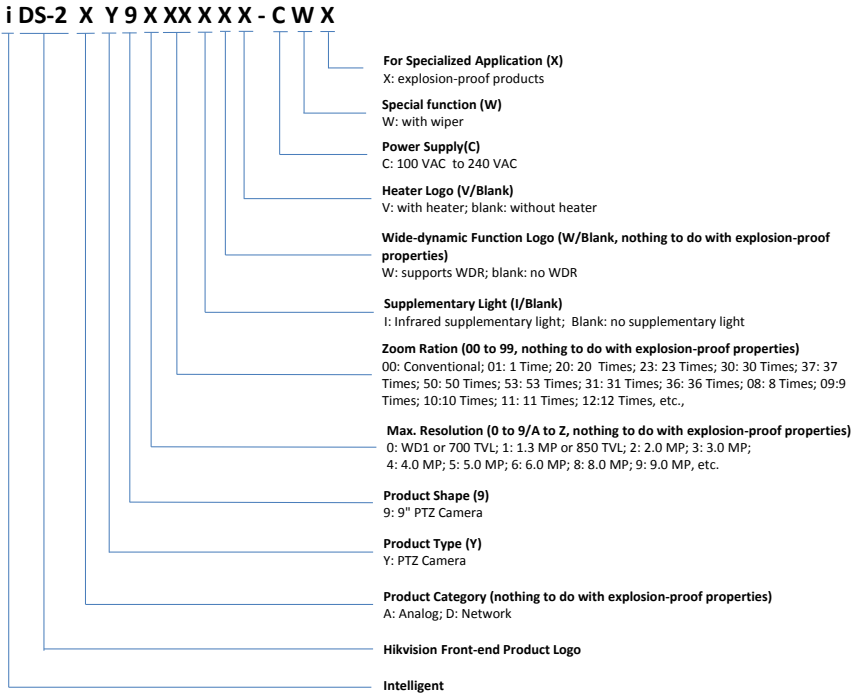 i DS-2 X Y 9 X XX X X X - C W X
For Specialized Application (X)
X: explosion-proof products
Special function (W)
W: with wiper
Power Supply(C)
C: 100 VAC to 240 VAC
Heater Logo (V/Blank)
V: with heater; blank: without heater
Wide-dynamic Function Logo (W/Blank, nothing to do with explosion-proof
properties)
W: supports WDR; blank: no WDR
Supplementary Light (I/Blank)
I: Infrared supplementary light; Blank: no supplementary light
Zoom Ration (00 to 99, nothing to do with explosion-proof properties)
00: Conventional; 01: 1 Time; 20: 20 Times; 23: 23 Times; 30: 30 Times; 37: 37
Times; 50: 50 Times; 53: 53 Times; 31: 31 Times; 36: 36 Times; 08: 8 Times; 09:9
Times; 10:10 Times; 11: 11 Times; 12:12 Times, etc.,
Max. Resolution (0 to 9/A to Z, nothing to do with explosion-proof properties)
0: WD1 or 700 TVL; 1: 1.3 MP or 850 TVL; 2: 2.0 MP; 3: 3.0 MP;
4: 4.0 MP; 5: 5.0 MP; 6: 6.0 MP; 8: 8.0 MP; 9: 9.0 MP, etc.
Product Shape (9)
9: 9" PTZ Camera
Product Type (Y)
Y: PTZ Camera
Product Category (nothing to do with explosion-proof properties)
A: Analog; D: Network
Hikvision Front-end Product Logo
Intelligent